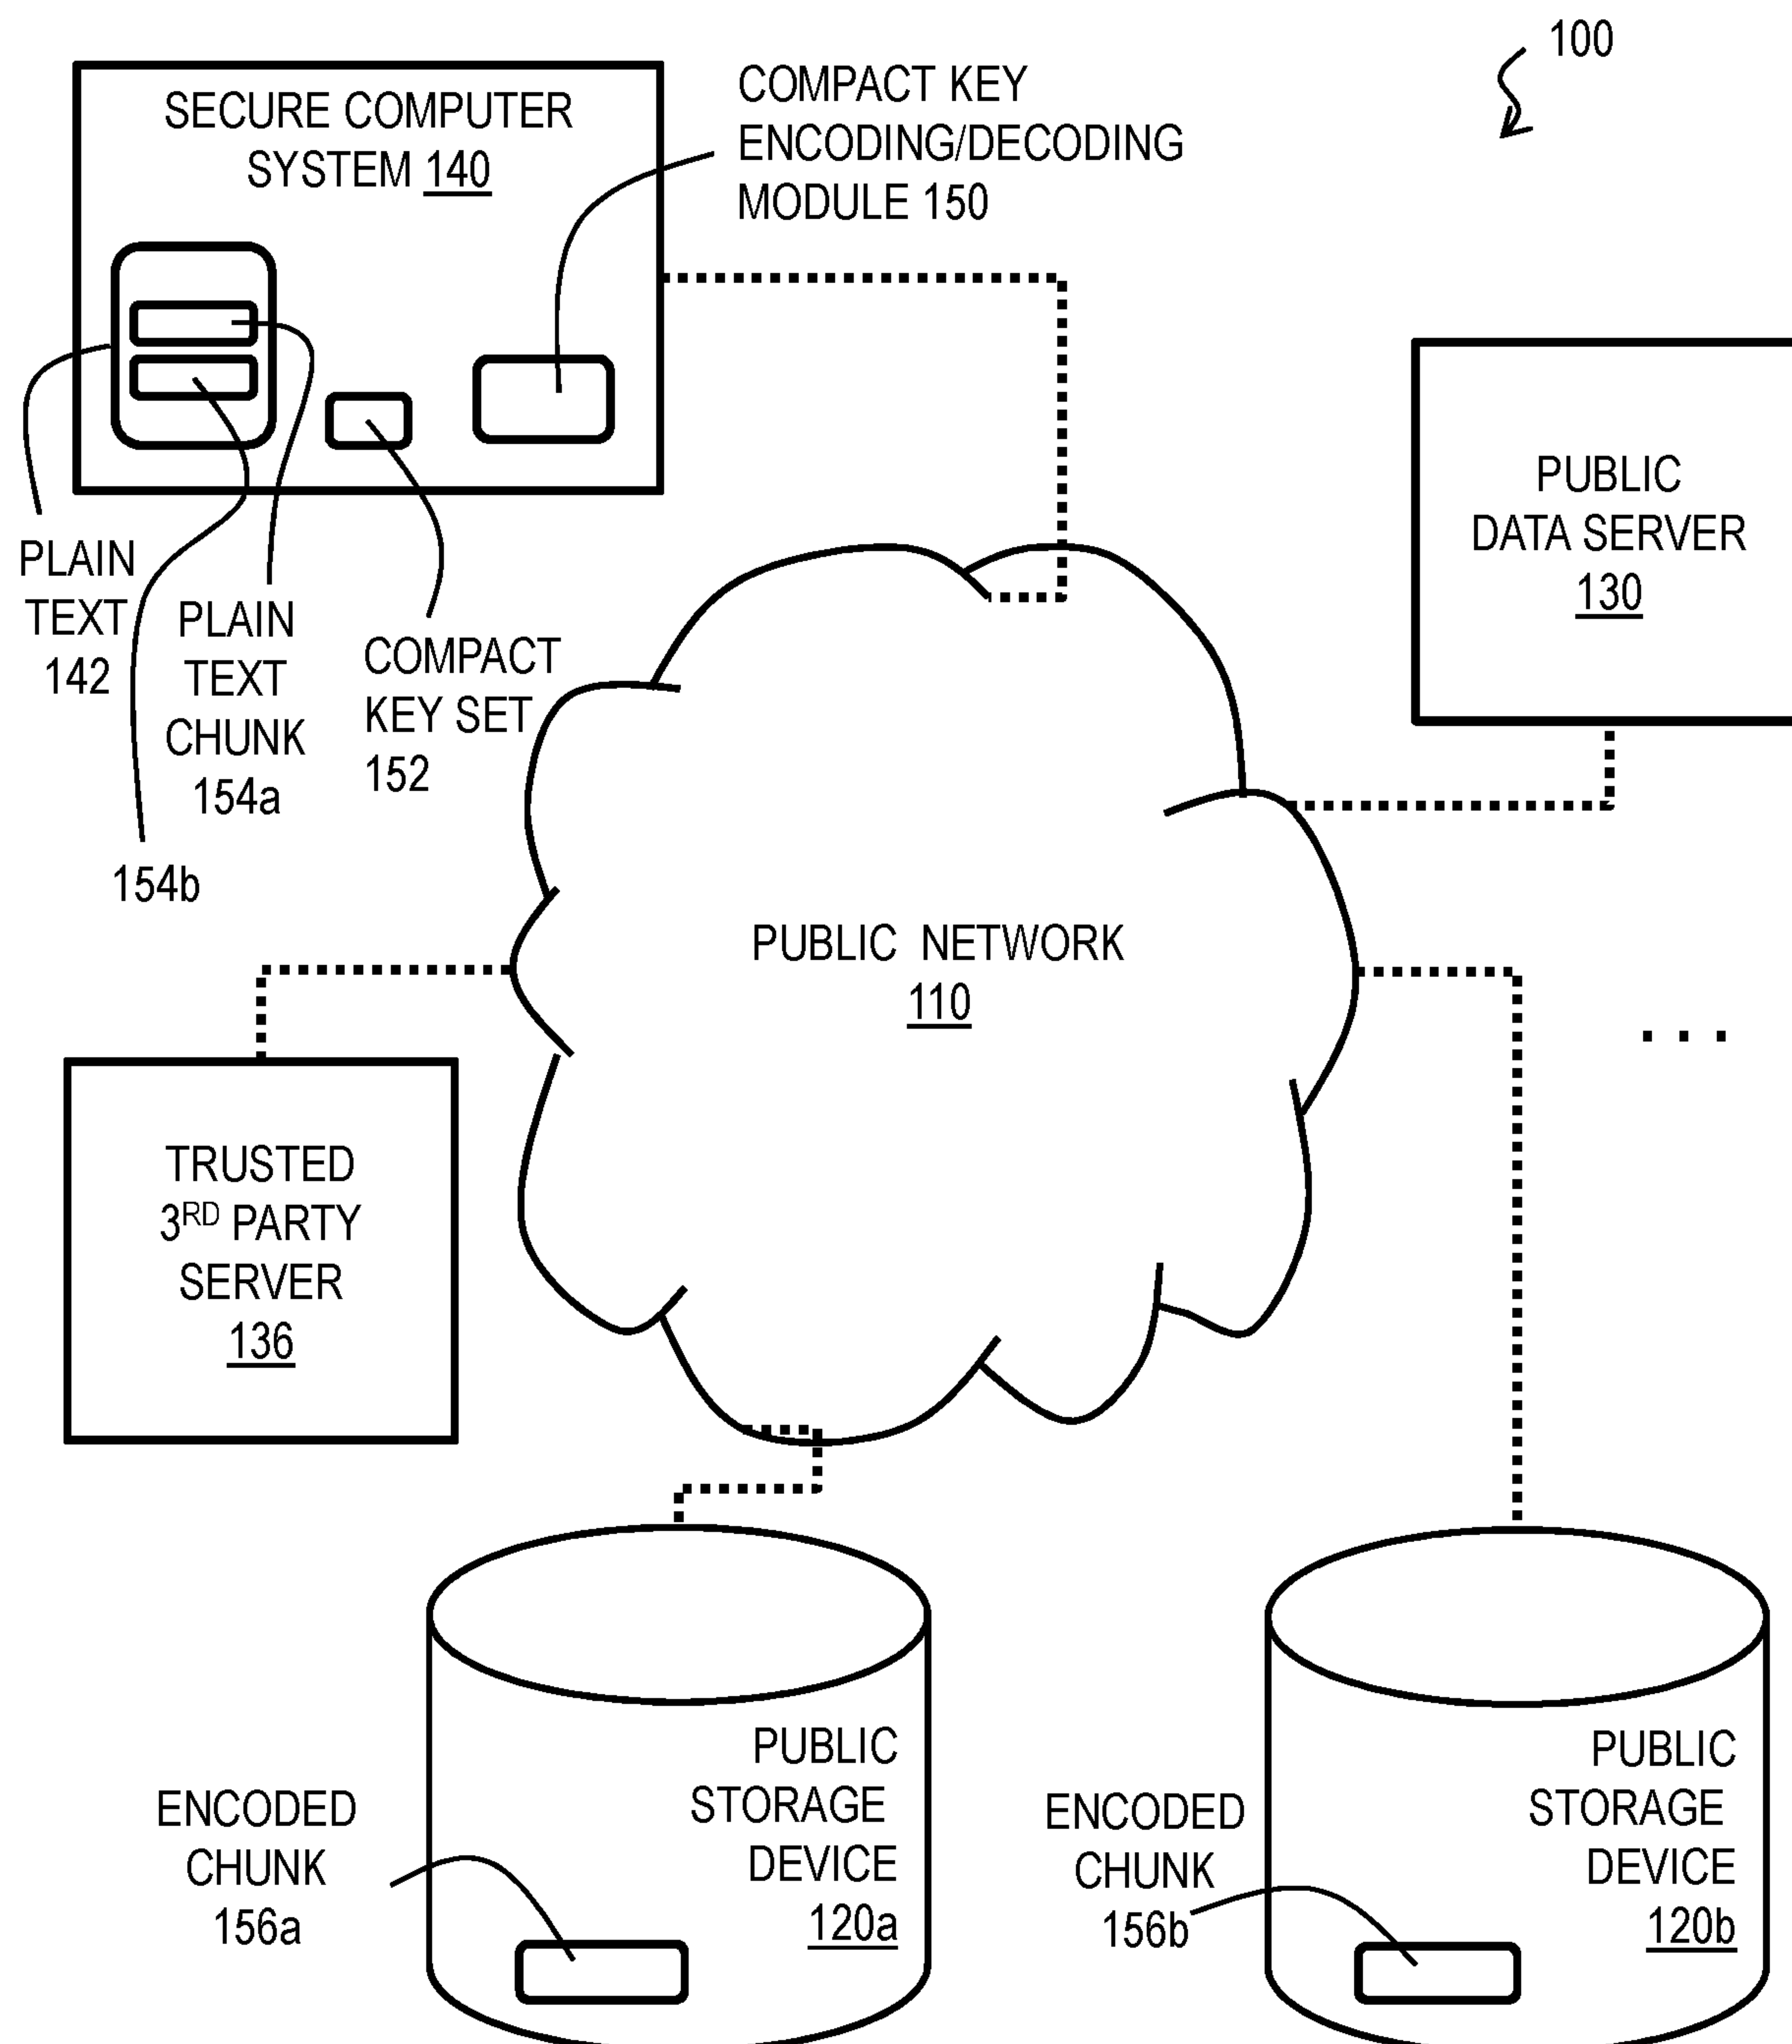 100
SECURE COMPUTER
SYSTEM 140
COMPACT KEY
ENCODING/DECODING
MODULE 150
PLAIN
TEXT
142
PLAIN
TEXT
CHUNK
154a
154b
COMPACT
KEY SET
152
PUBLIC
DATA SERVER
130
PUBLIC NETWORK
110
. . .
TRUSTED
3RD PARTY
SERVER
136
ENCODED
CHUNK
156a
PUBLIC
STORAGE
DEVICE
120a
ENCODED
CHUNK
156b
PUBLIC
STORAGE
DEVICE
120b